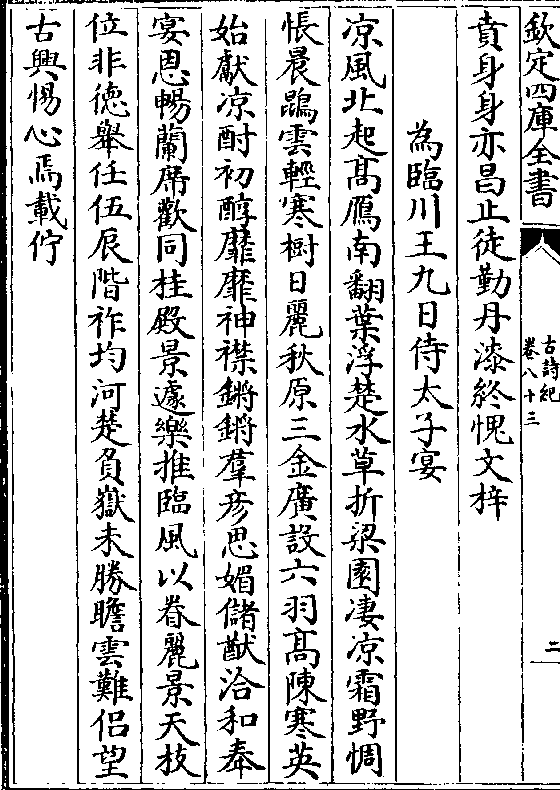 欽定四庫全書
古詩紀
卷八十三
二
賁身身亦昌止徒勤丹漆終愧文梓
為臨川王九日侍太子宴
凉風北起高鴈南翻葉浮楚水草折梁園凄凉霜野惆
悵晨鵾雲輕寒樹日麗秋原三金廣設六羽高陳寒英
始獻凉酎初醇靡靡神襟鏘鏘羣彦思媚儲猷洽和奉
宴恩暢蘭席歡同桂殿景遽樂推臨風以眷麗景天枝
位非德舉任伍辰階祚均河楚負嶽未勝瞻雲難侣望
古興惕心焉載佇